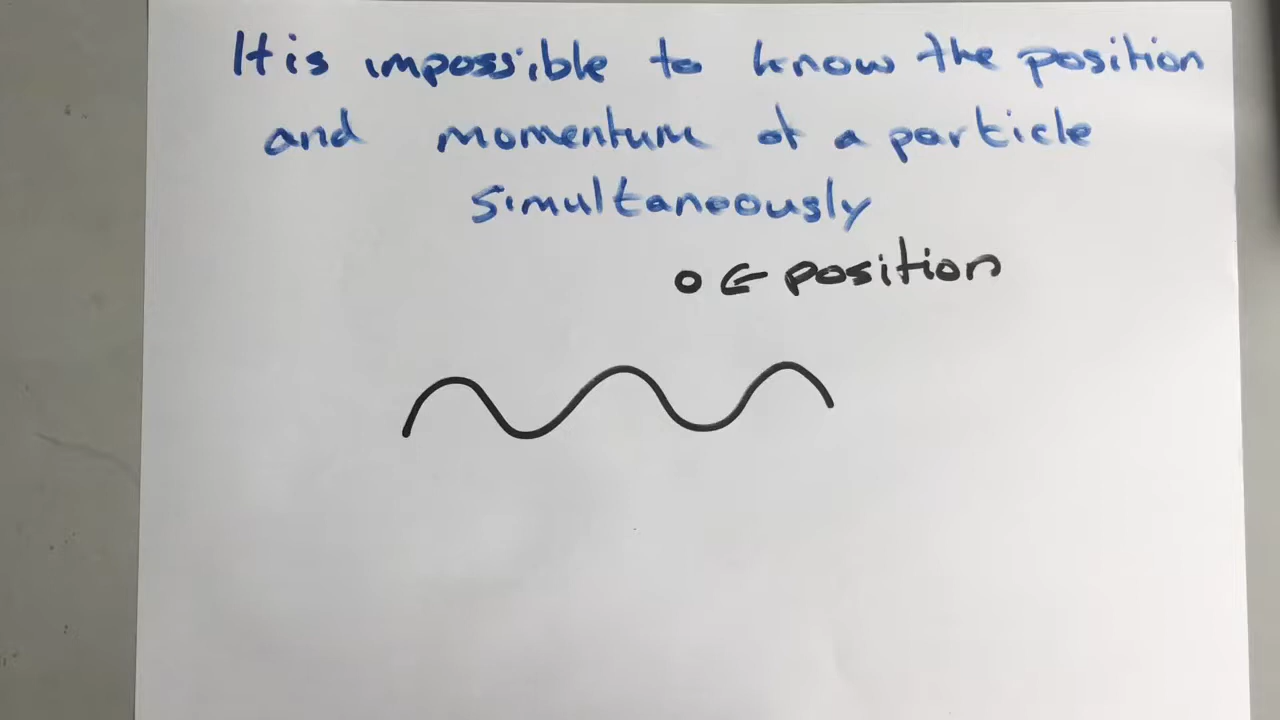 It is impossible to know the position
and momentum of a particle
simultaneously
o ← position